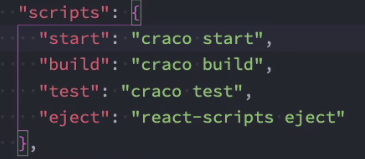 "scripts": {
"start": "craco start",
"build": "craco build",
"test": "craco test",
"eject": "react-scripts eject"
},